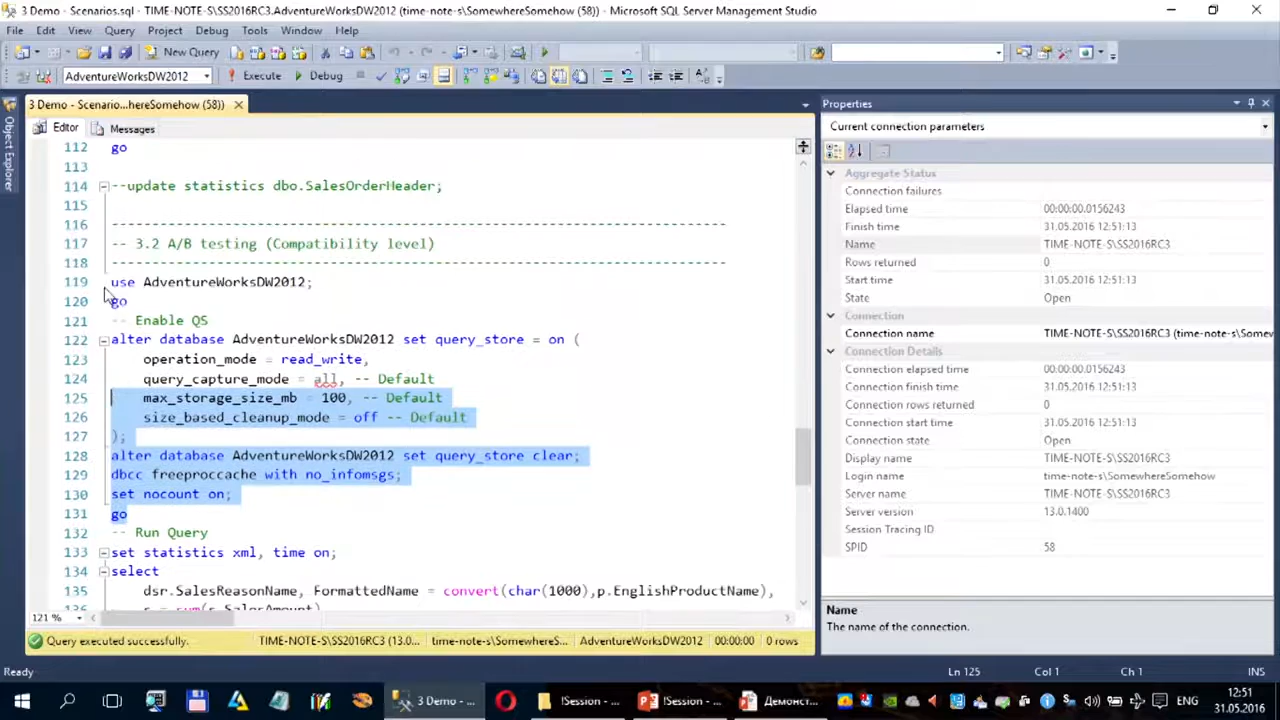 3 Demo - Scenarios.sql - TIME-NOTE-S\SS2016RC3.AdventureWorksDW2012 (time-note-s\SomewhereSomehow (58)) - Microsoft SQL Server Management Studio
File Edit View Query Project Debug Tools Window Help
New Query
AdventureWorksDW2012 Execute Debug
3 Demo - Scenario...hereSomehow (58))
Properties
Object Explorer
Editor Messages
Current connection parameters
112 go
113
114 --update statistics dbo.SalesOrderHeader;
115
116 ----------------------------------------------------------------------------
117 -- 3.2 A/B testing (Compatibility level)
118 ----------------------------------------------------------------------------
119 use AdventureWorksDW2012;
120 go
121 -- Enable QS
122 alter database AdventureWorksDW2012 set query_store = on (
123 operation_mode = read_write,
124 query_capture_mode = all, -- Default
125 max_storage_size_mb = 100, -- Default
126 size_based_cleanup_mode = off -- Default
127 );
128 alter database AdventureWorksDW2012 set query_store clear;
129 dbcc freeproccache with no_infomsgs;
130 set nocount on;
131 go
132 -- Run Query
133 set statistics xml, time on;
134 select
135 dsr.SalesReasonName, FormattedName = convert(char(1000),p.EnglishProductName),
136 s = sum(s.SalesAmount)
121 %
Aggregate Status
Connection failures
Elapsed time 00:00:00.0156243
Finish time 31.05.2016 12:51:13
Name TIME-NOTE-S\SS2016RC3
Rows returned 0
Start time 31.05.2016 12:51:13
State Open
Connection
Connection name TIME-NOTE-S\SS2016RC3 (time-note-s\Somew
Connection Details
Connection elapsed time 00:00:00.0156243
Connection finish time 31.05.2016 12:51:13
Connection rows returned 0
Connection start time 31.05.2016 12:51:13
Connection state Open
Display name TIME-NOTE-S\SS2016RC3
Login name time-note-s\SomewhereSomehow
Server name TIME-NOTE-S\SS2016RC3
Server version 13.0.1400
Session Tracing ID
SPID 58
Name
The name of the connection.
Query executed successfully. TIME-NOTE-S\SS2016RC3 (13.0... time-note-s\SomewhereS... AdventureWorksDW2012 00:00:00 0 rows
Ready Ln 125 Col 1 Ch 1 INS
3 Demo - ... !Session - ... !Session - ... Демонст... ENG
12:51
31.05.2016